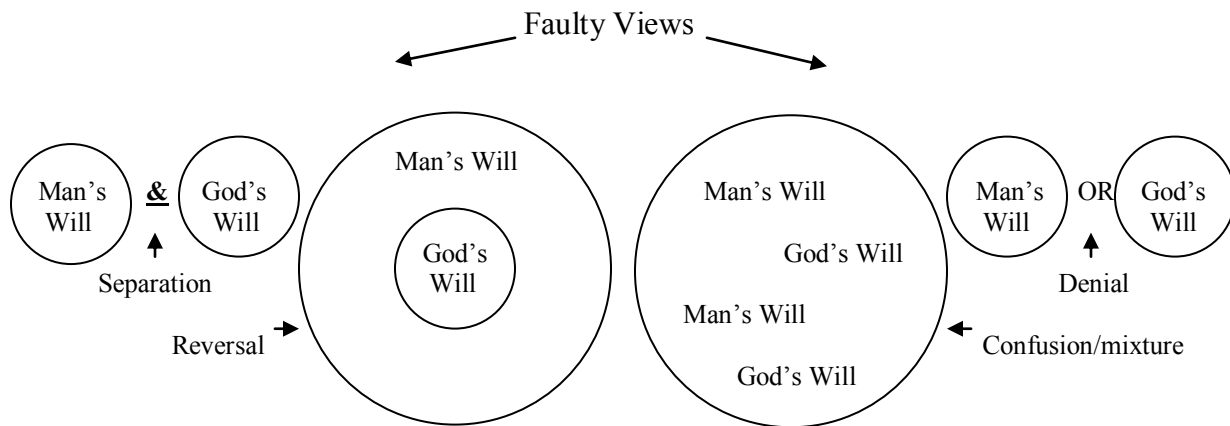 Faulty Views
Man's
Will
&
God's
Will
Separation
Reversal
Man's Will
God's
Will
Man's Will
God's Will
Man's Will
God's Will
Man's
Will
OR
God's
Will
Denial
Confusion/mixture